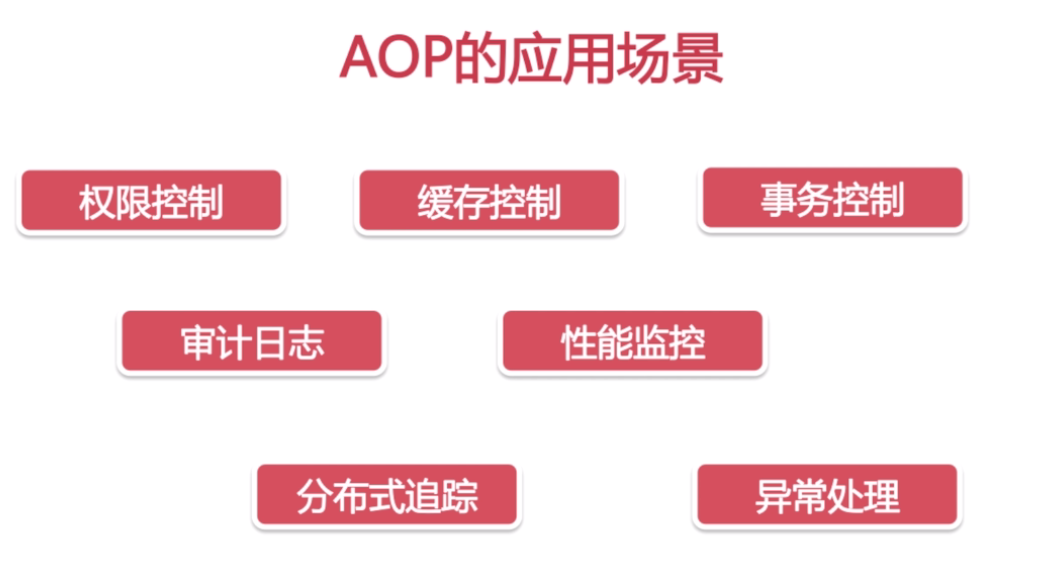 AOP的应用场景
权限控制
缓存控制
事务控制
审计日志
性能监控
分布式追踪
异常处理